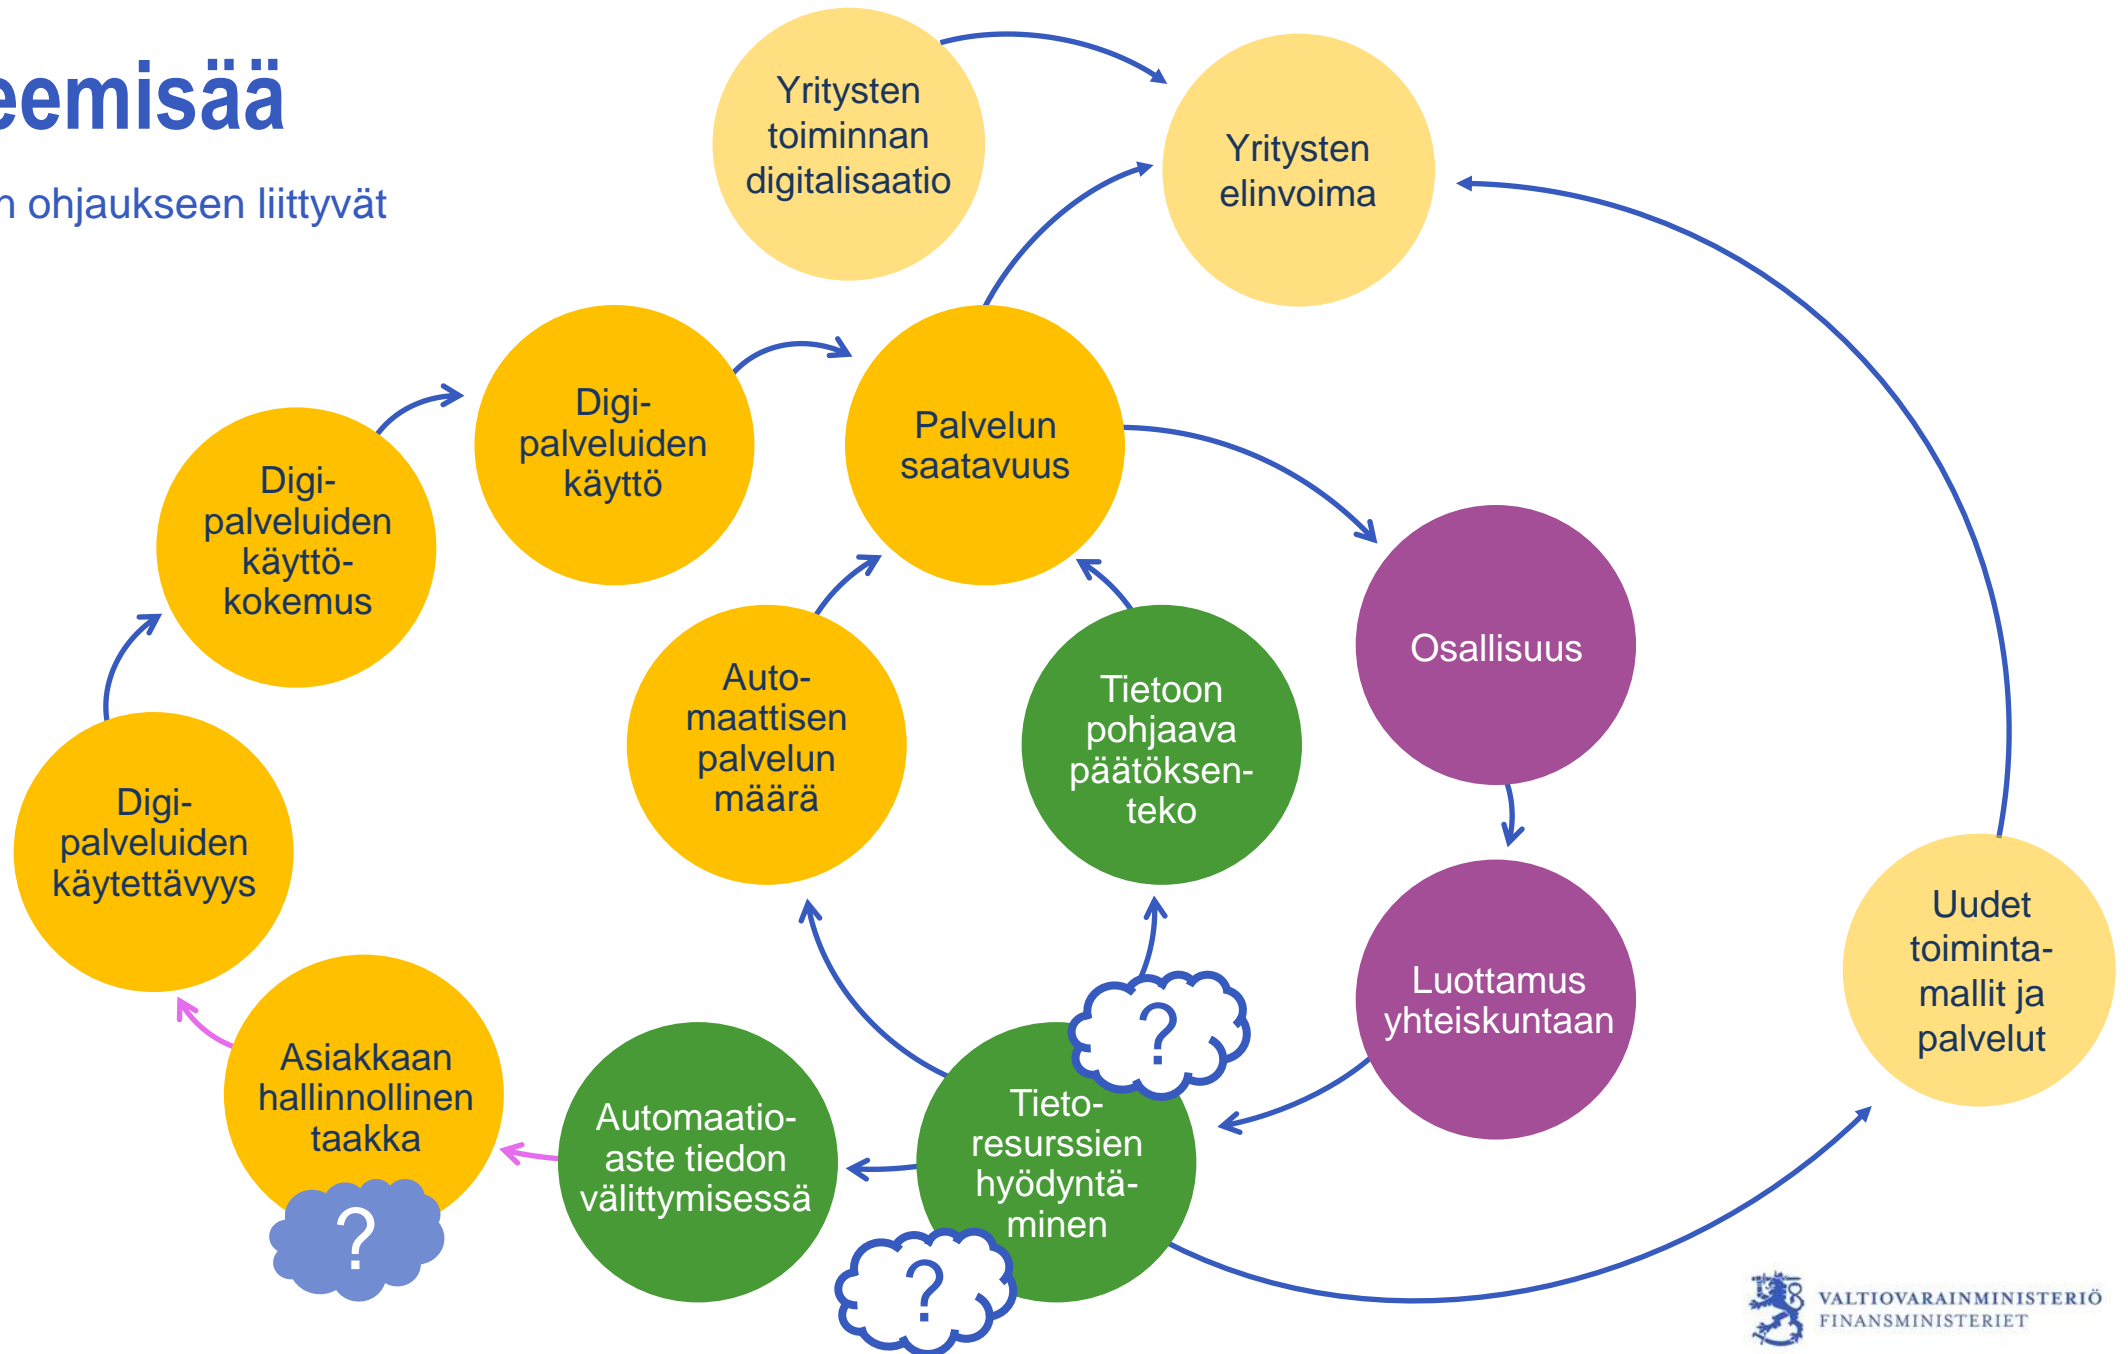 eemisää
n ohjaukseen liittyvät
Yritysten
toiminnan
digitalisaatio
Yritysten
elinvoima
Digi-
palveluiden
käyttö
Palvelun
saatavuus
Digi-
palveluiden
käyttö-
kokemus
Osallisuus
Auto-
maattisen
palvelun
määrä
Tietoon
pohjaava
päätöksen-
teko
Digi-
palveluiden
käytettävyys
Uudet
toiminta-
mallit ja
palvelut
Luottamus
yhteiskuntaan
Asiakkaan
hallinnollinen
taakka
?
Automaatio-
aste tiedon
välittymisessä
?
Tieto-
resurssien
hyödyntä-
minen
?
VALTIOVARAINMINISTERIÖ
FINANSMINISTERIET